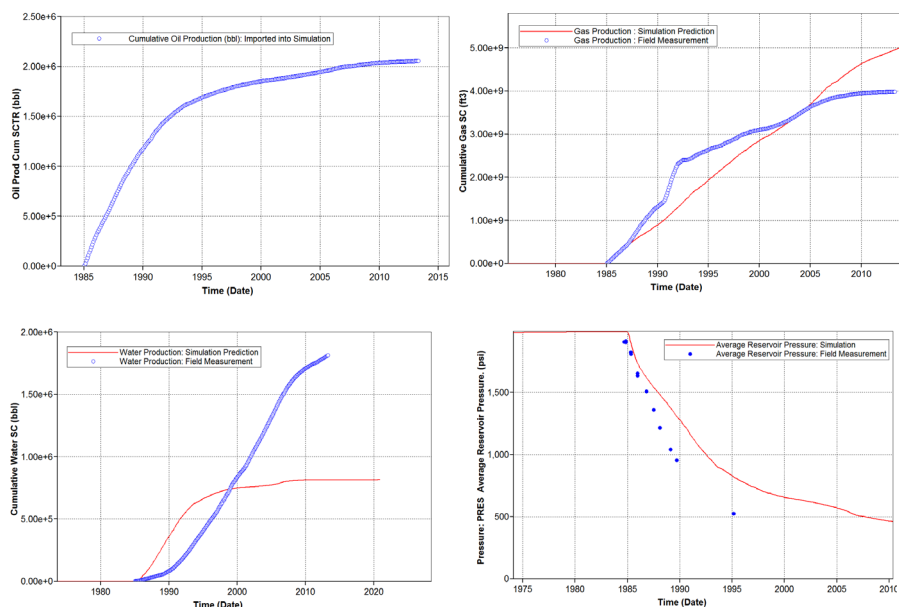 2.50e+6
Cumulative Oil Production (bbl): Imported into Simulation
2.00e+6
1.50e+6
1.00e+6
5.00e+5
0.00e+0
Oil Prod Cum SCTR (bbl)
1985 1990 1995 2000 2005 2010 2015
Time (Date)
Gas Production : Simulation Prediction
Gas Production : Field Measurement
5.00e+9
4.00e+9
3.00e+9
2.00e+9
1.00e+9
0.00e+0
Cumulative Gas SC (ft3)
1980 1985 1990 1995 2000 2005 2010
Time (Date)
2.00e+6
Water Production: Simulation Prediction
Water Production: Field Measurement
1.50e+6
1.00e+6
5.00e+5
0.00e+0
Cumulative Water SC (bbl)
1980 1990 2000 2010 2020
Time (Date)
Average Reservoir Pressure: Simulation
Average Reservoir Pressure: Field Measurement
1,500
1,000
500
0
Pressure: PRES Average Reservoir Pressure. (psi)
1975 1980 1985 1990 1995 2000 2005 2010
Time (Date)